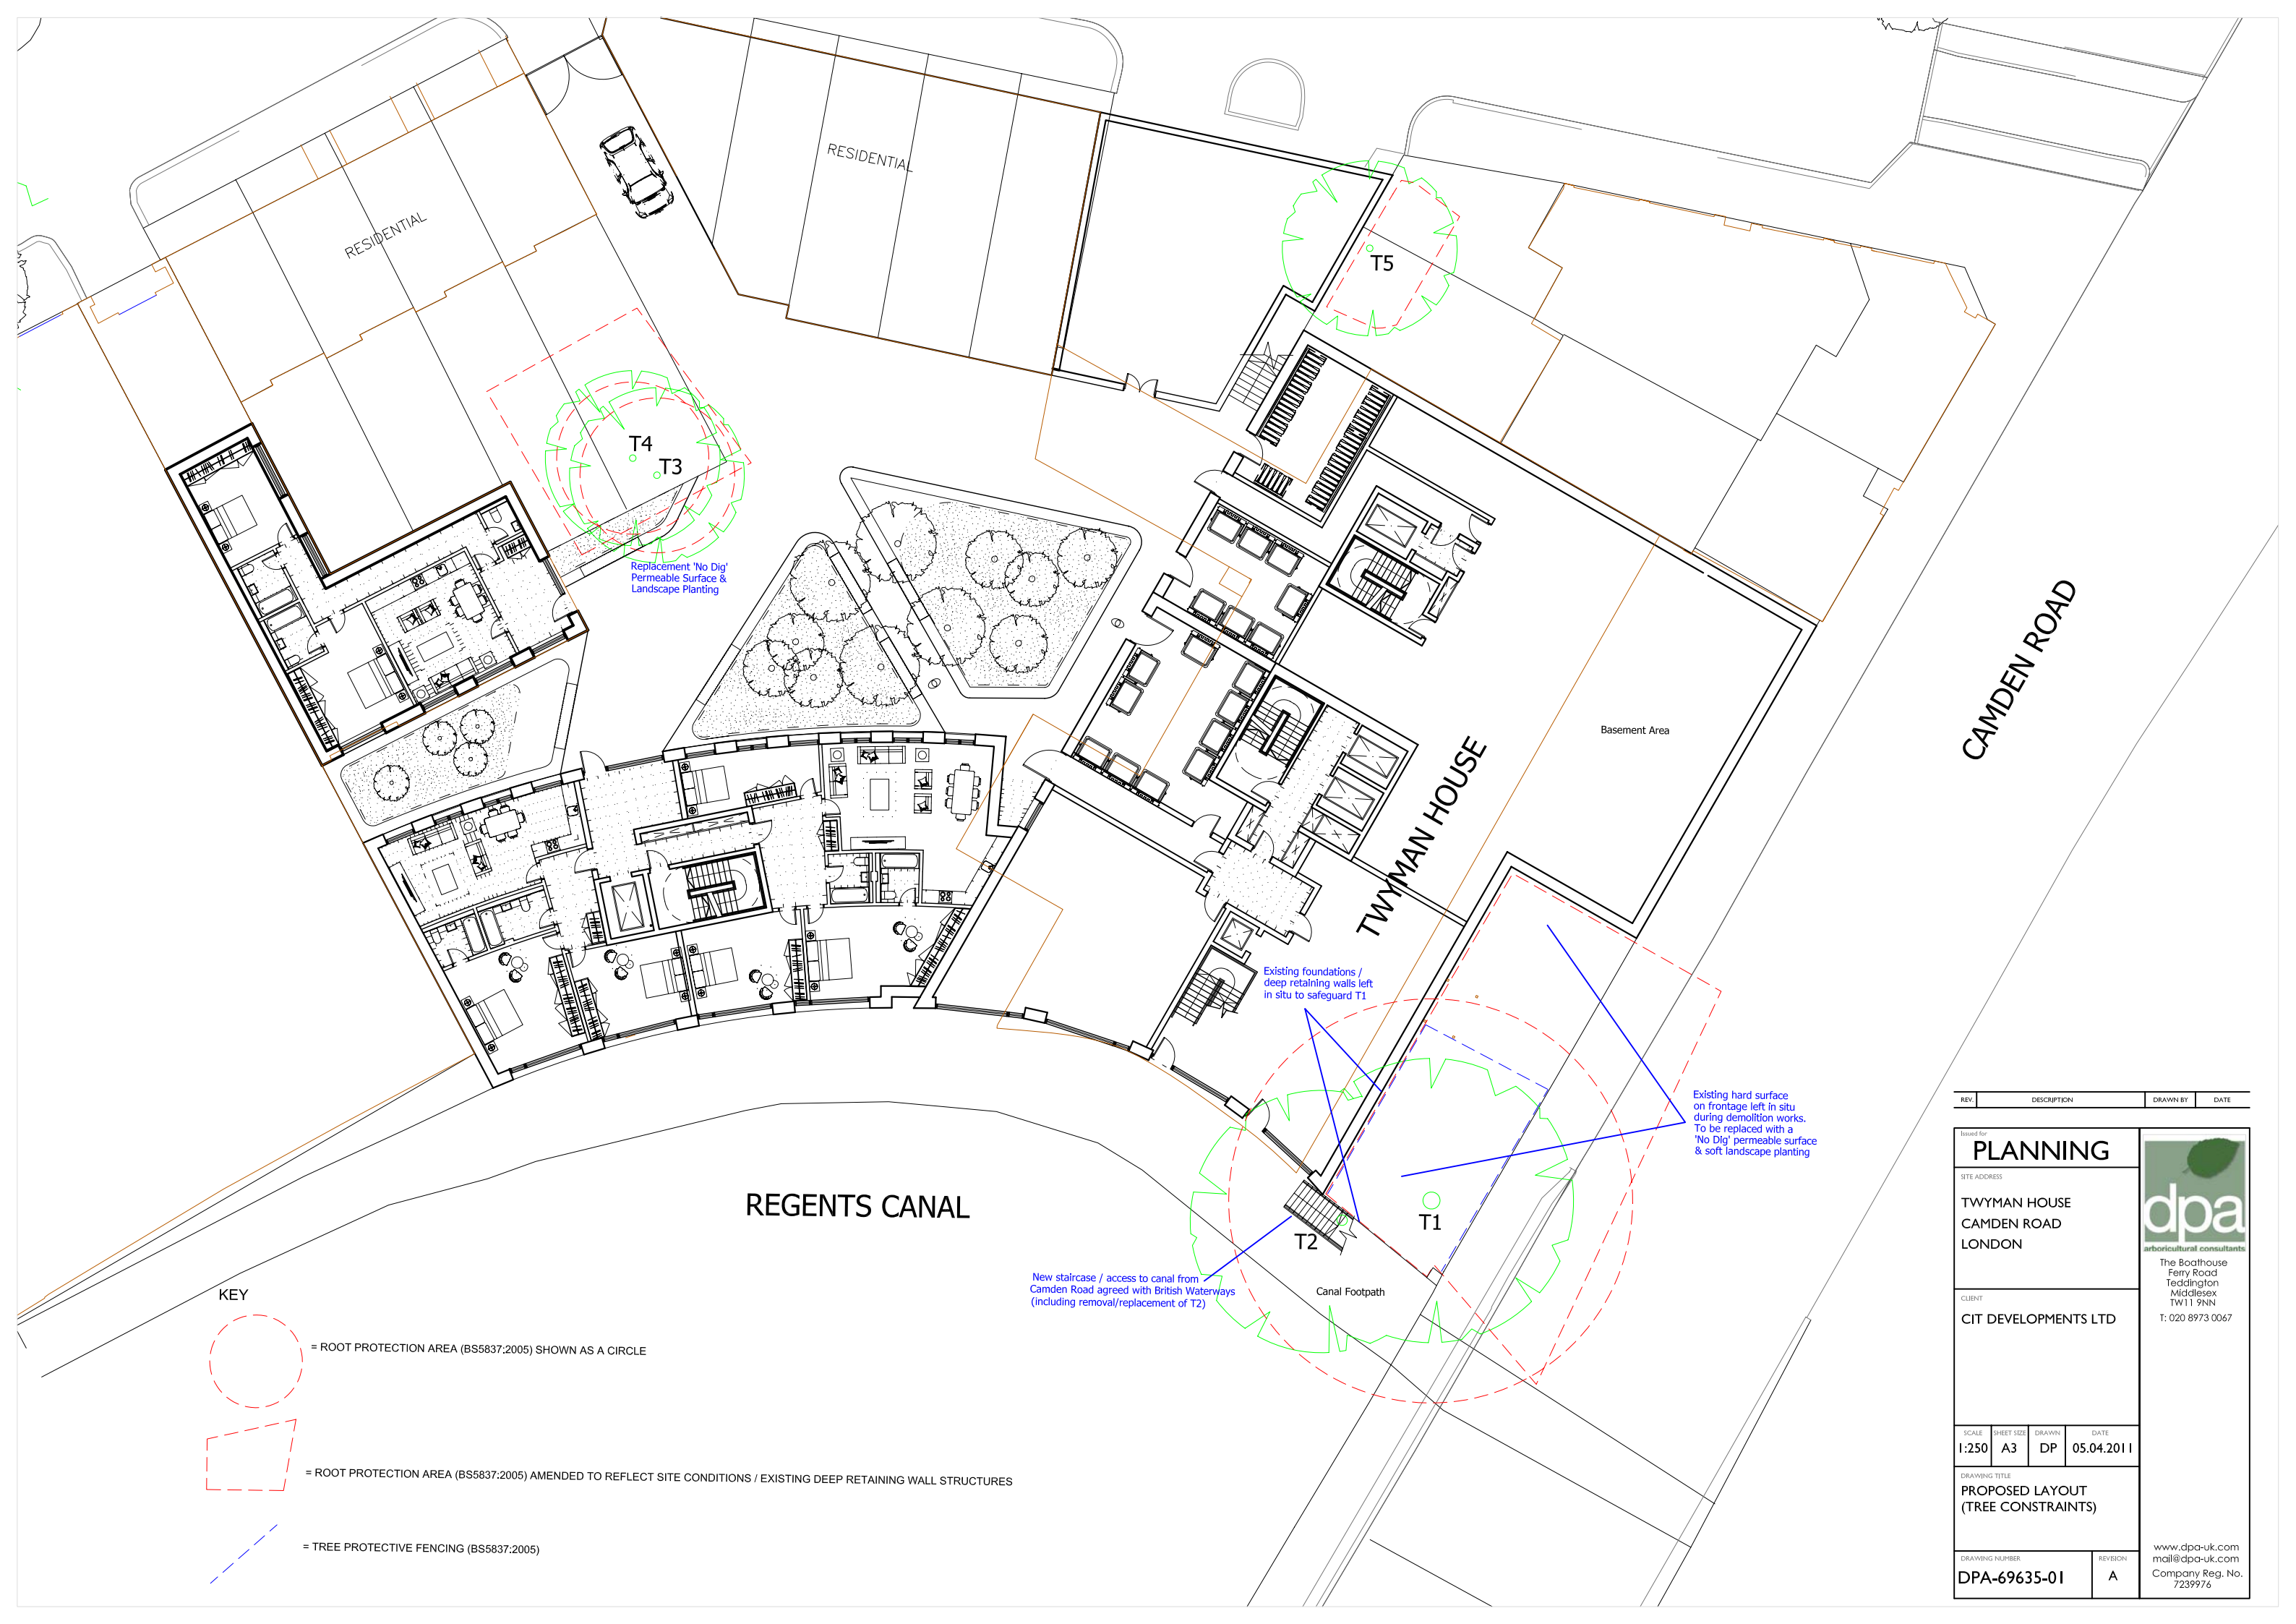 RESIDENTIAL
RESIDENTIAL
T5
T4
T3
Replacement 'No Dig'
Permeable Surface &
Landscape Planting
CAMDEN ROAD
Basement Area
TWYMAN HOUSE
Existing foundations /
deep retaining walls left
in situ to safeguard T1
Existing hard surface
on frontage left in situ
during demolition works.
To be replaced with a
'No DIg' permeable surface
& soft landscape planting
REGENTS CANAL
T1
T2
New staircase / access to canal from
Camden Road agreed with British Waterways
(including removal/replacement of T2)
Canal Footpath
KEY
= ROOT PROTECTION AREA (BS5837:2005) SHOWN AS A CIRCLE
= ROOT PROTECTION AREA (BS5837:2005) AMENDED TO REFLECT SITE CONDITIONS / EXISTING DEEP RETAINING WALL STRUCTURES
= TREE PROTECTIVE FENCING (BS5837:2005)
REV. DESCRIPTION DRAWN BY DATE
Issued for
PLANNING
SITE ADDRESS
TWYMAN HOUSE
CAMDEN ROAD
LONDON
CLIENT
CIT DEVELOPMENTS LTD
SCALE SHEET SIZE DRAWN DATE
1:250 A3 DP 05.04.2011
DRAWING TITLE
PROPOSED LAYOUT
(TREE CONSTRAINTS)
DRAWING NUMBER REVISION
DPA-69635-01 A
dpa
arboricultural consultants
The Boathouse
Ferry Road
Teddington
Middlesex
TW11 9NN
T: 020 8973 0067
www.dpa-uk.com
mail@dpa-uk.com
Company Reg. No.
7239976